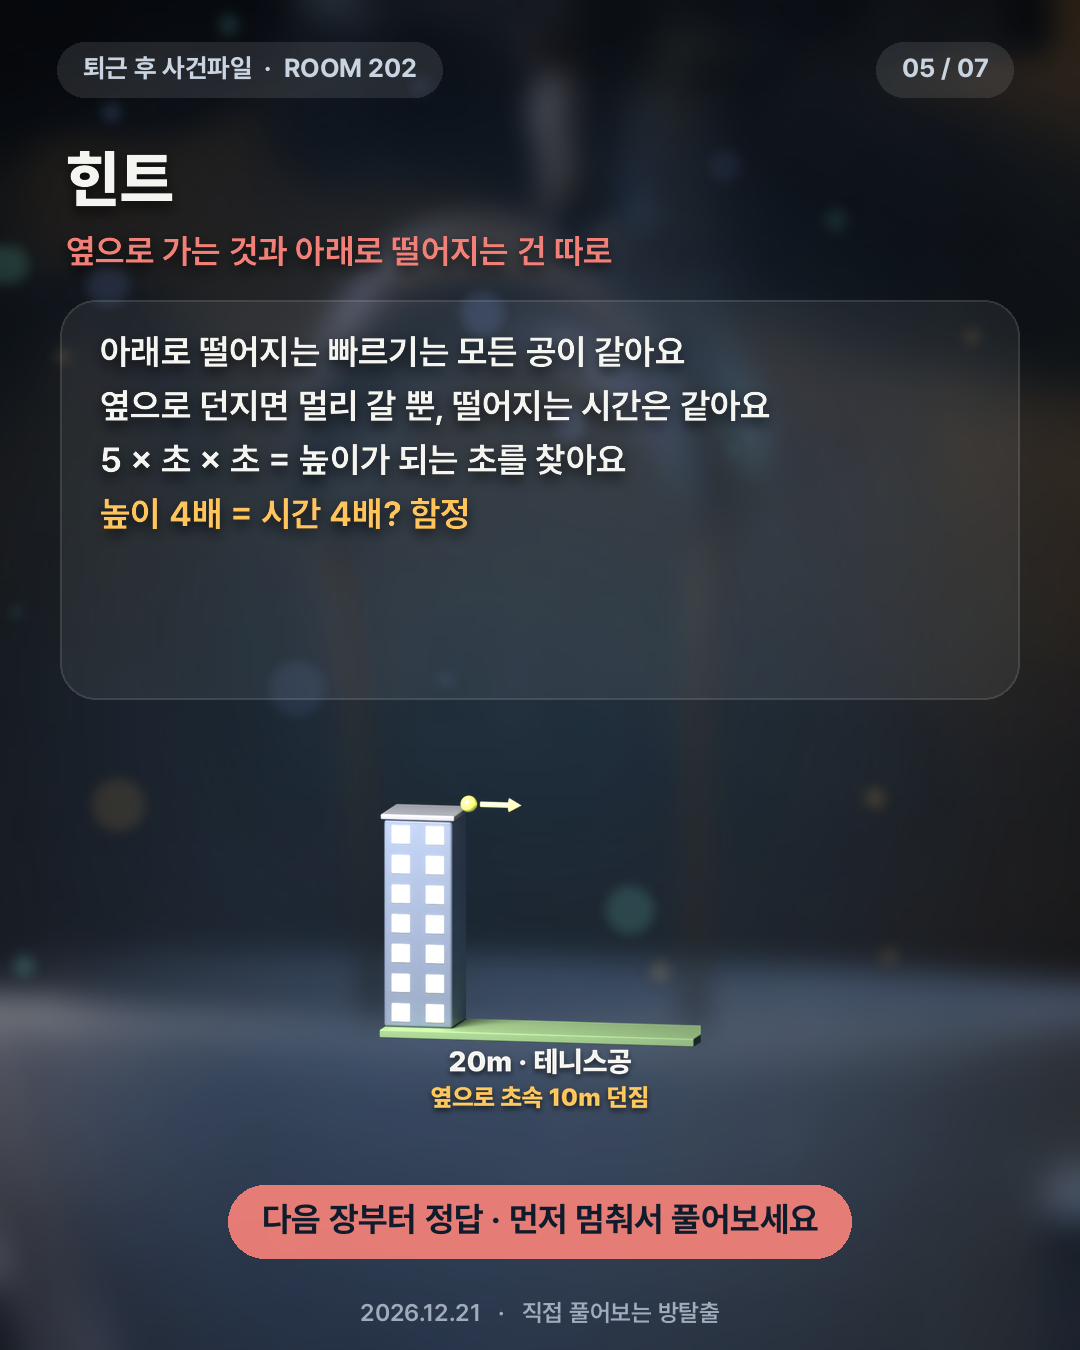 퇴근 후 사건파일 · ROOM 202
05 / 07
힌트
옆으로 가는 것과 아래로 떨어지는 건 따로
아래로 떨어지는 빠르기는 모든 공이 같아요
옆으로 던지면 멀리 갈 뿐, 떨어지는 시간은 같아요
5 × 초 × 초 = 높이가 되는 초를 찾아요
높이 4배 = 시간 4배? 함정
20m · 테니스공
옆으로 초속 10m 던짐
다음 장부터 정답 · 먼저 멈춰서 풀어보세요
2026.12.21 · 직접 풀어보는 방탈출